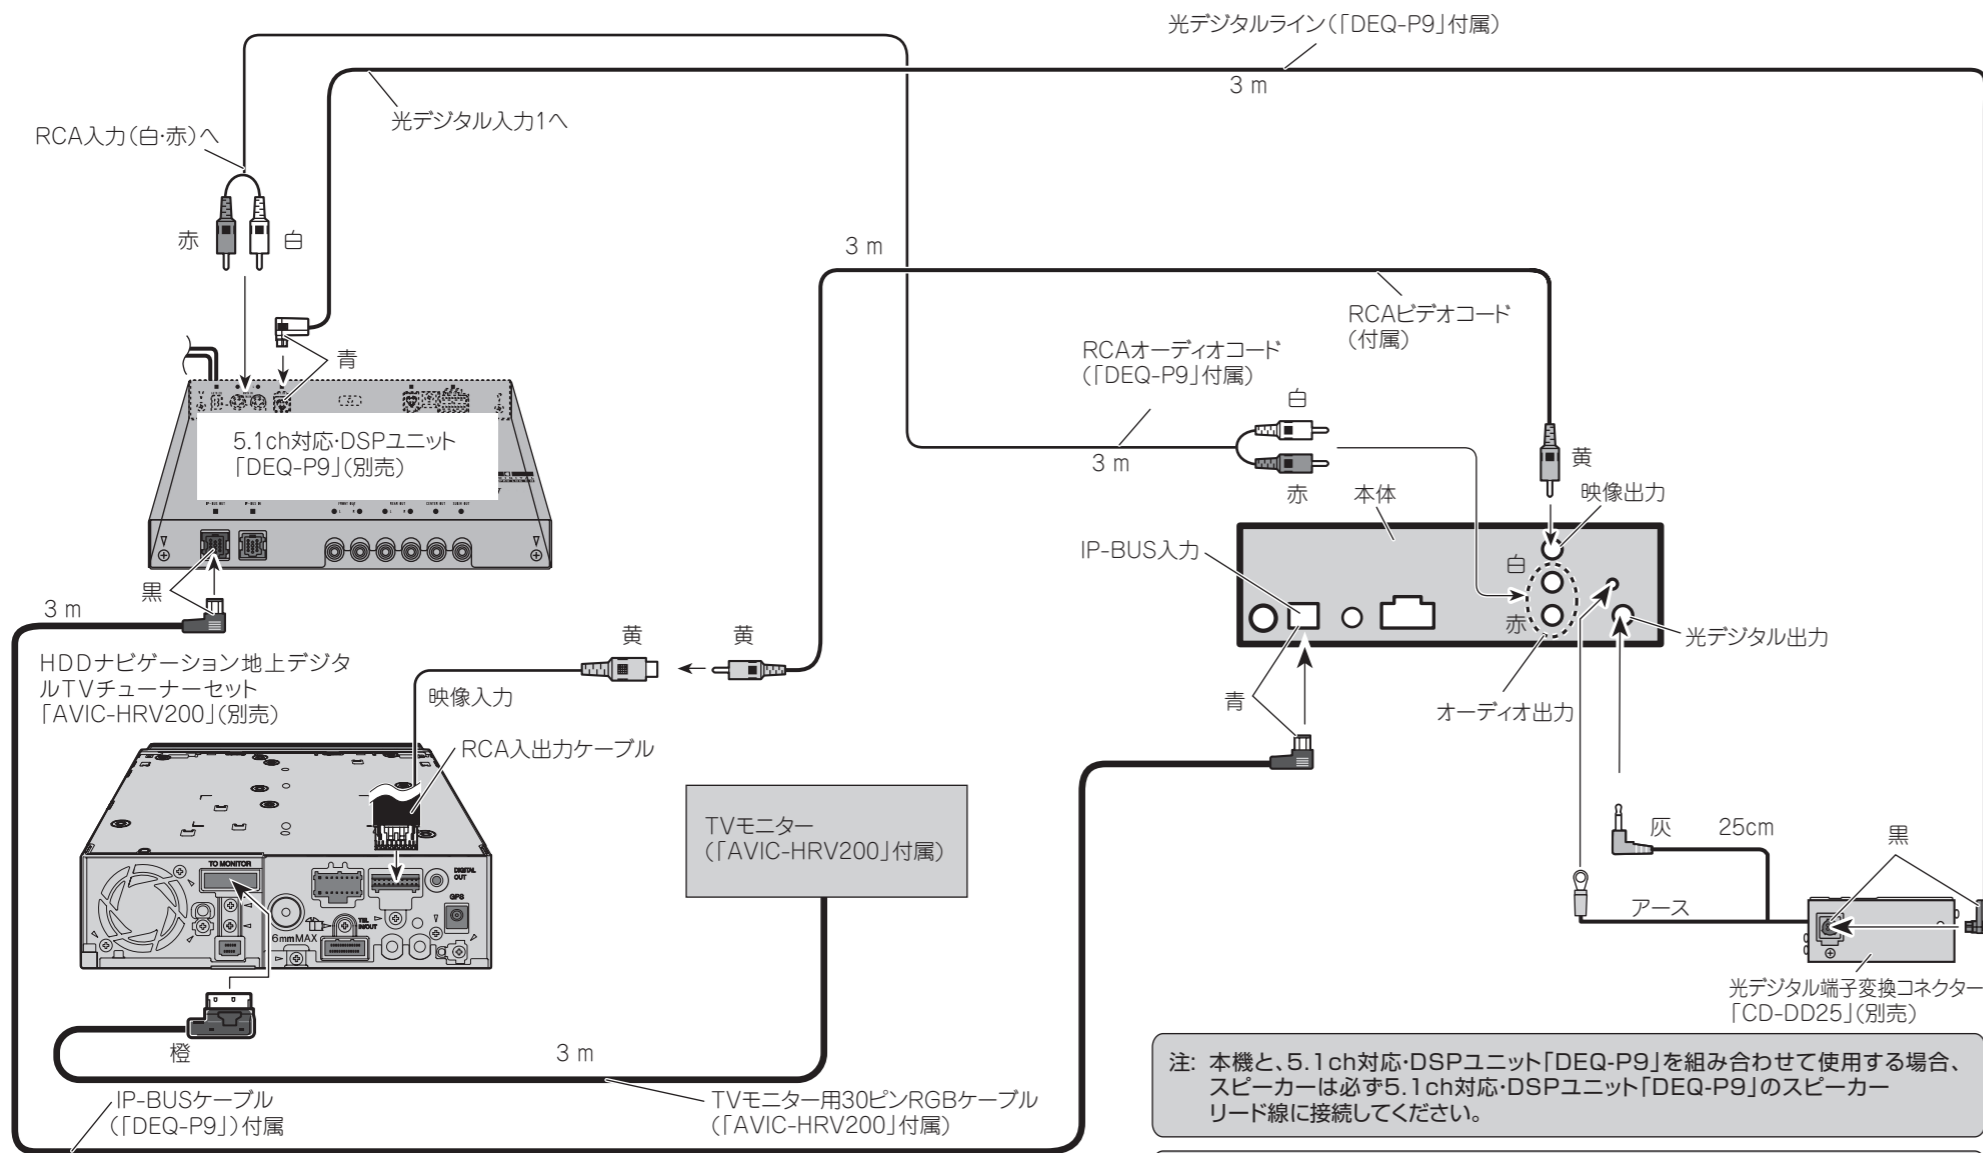 光デジタルライン(「DEQ-P9」付属)
3 m
光デジタル入力1へ
RCA入力(白・赤)へ
赤
白
3 m
RCAビデオコード
(付属)
青
RCAオーディオコード
(「DEQ-P9」付属)
白
3 m
赤
黄
映像出力
本体
5.1ch対応・DSPユニット
「DEQ-P9」(別売)
IP-BUS入力
白
赤
光デジタル出力
オーディオ出力
青
黒
3 m
黄
黄
HDDナビゲーション地上デジタ
ルTVチューナーセット
「AVIC-HRV200」(別売)
映像入力
RCA入出力ケーブル
TVモニター
(「AVIC-HRV200」付属)
TO MONITOR
DIGITAL
OUT
GPS
TEL
IN/OUT
6mmMAX
灰
25cm
黒
アース
光デジタル端子変換コネクター
「CD-DD25」(別売)
橙
3 m
IP-BUSケーブル
(「DEQ-P9」)付属
TVモニター用30ピンRGBケーブル
(「AVIC-HRV200」付属)
注: 本機と、5.1ch対応・DSPユニット「DEQ-P9」を組み合わせて使用する場合、
スピーカーは必ず5.1ch対応・DSPユニット「DEQ-P9」のスピーカー
リード線に接続してください。